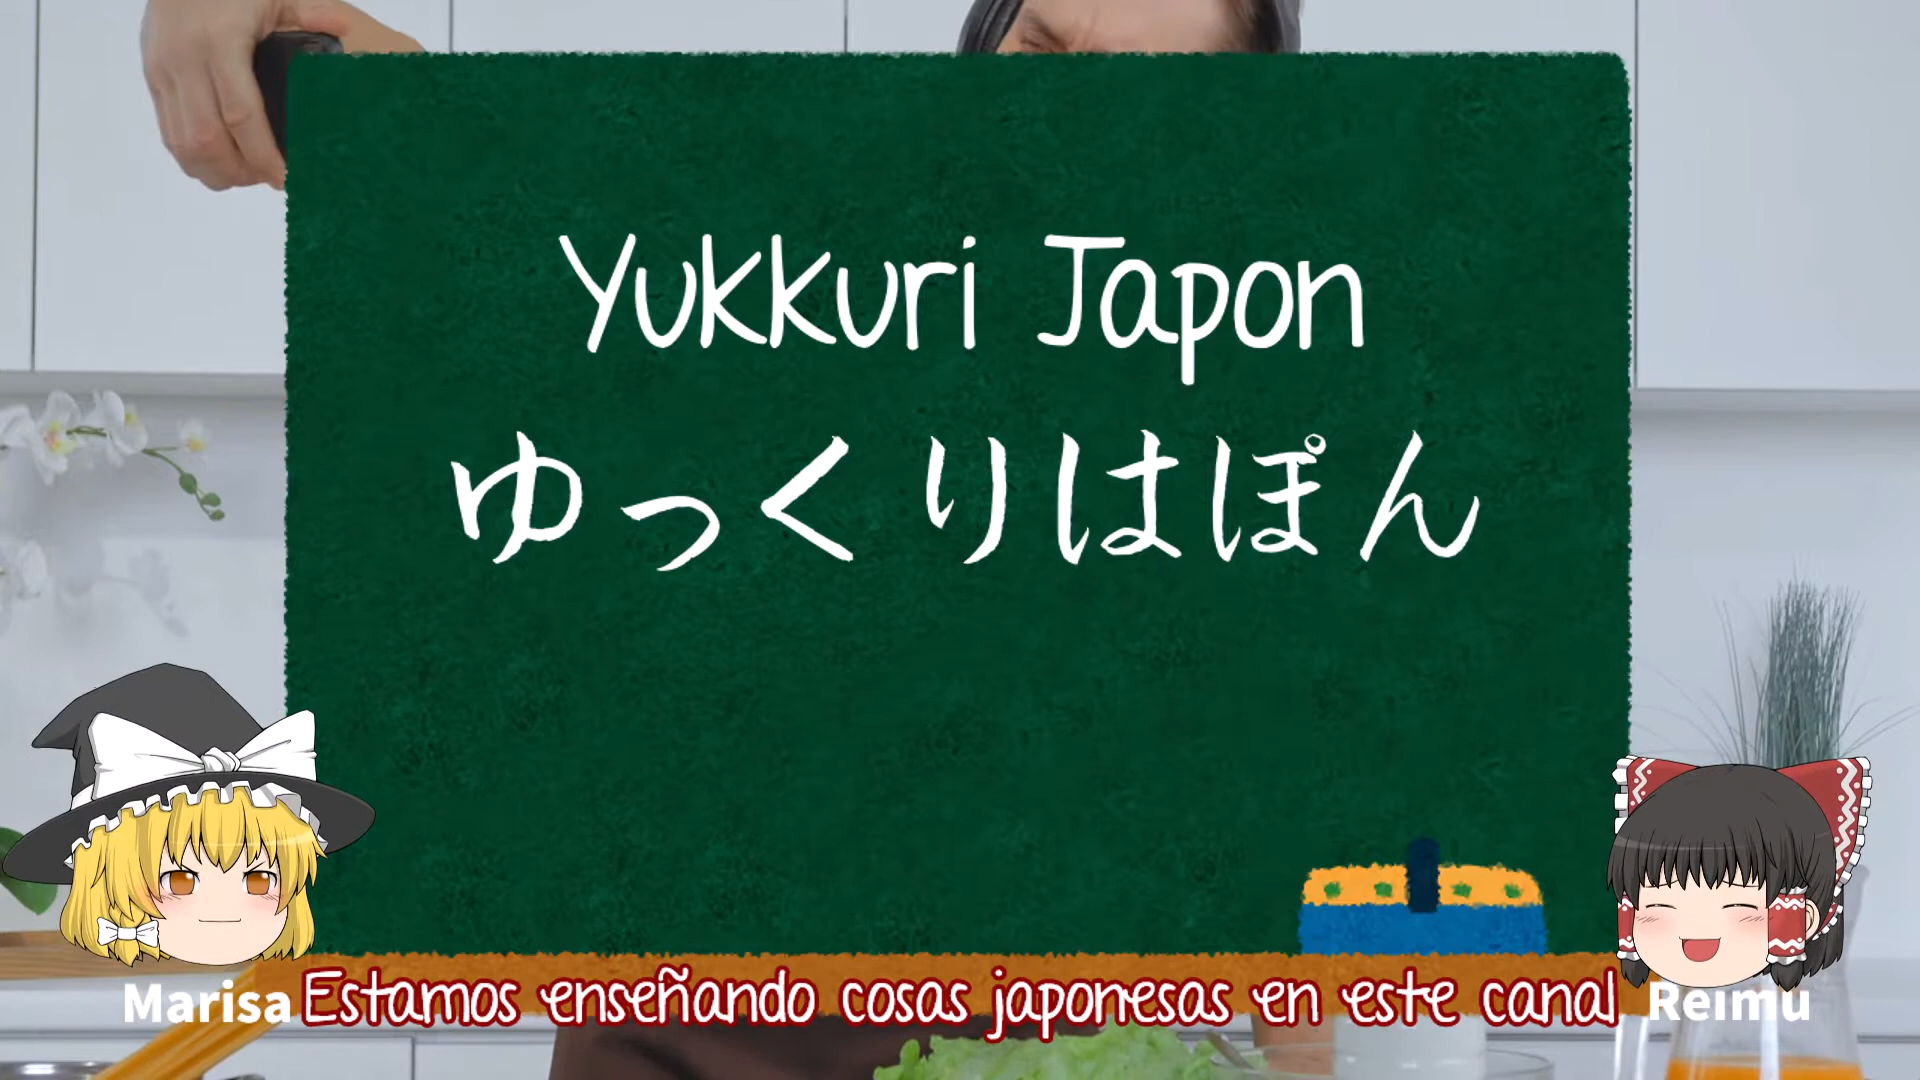 Yukkuri Japon
ゆっくりはぽん
Marisa
Estamos enseñando cosas japonesas en este canal
Reimu